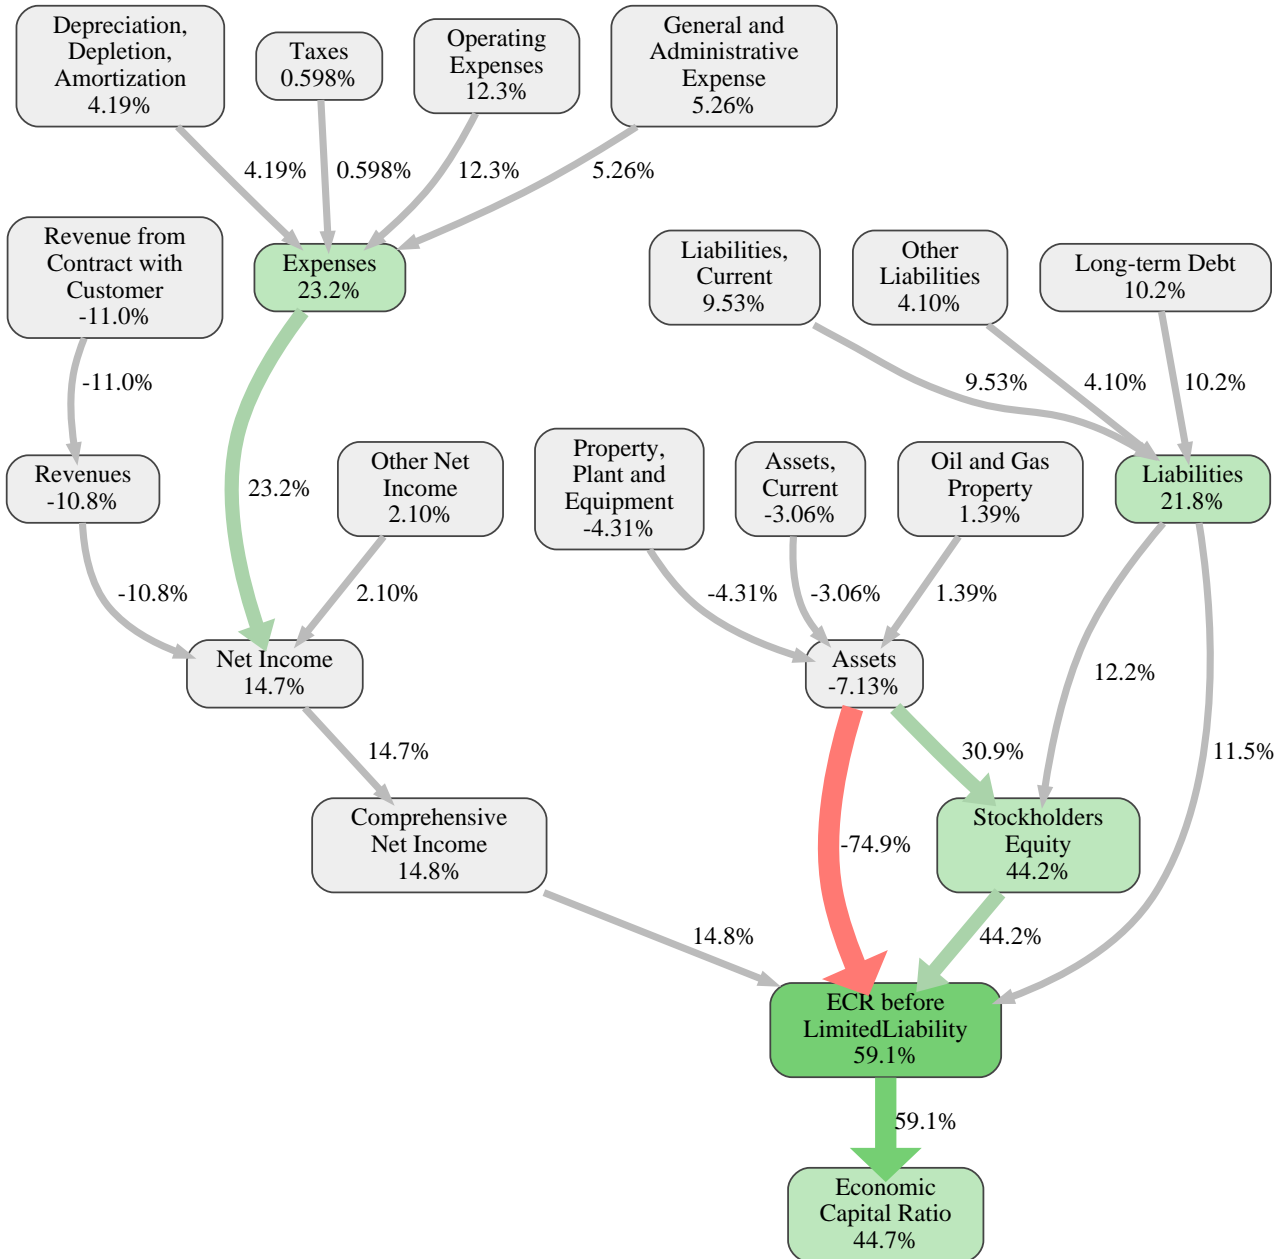 Depreciation,
Depletion,
Amortization
4.19%
Taxes
0.598%
Operating
Expenses
12.3%
General and
Administrative
Expense
5.26%
4.19%
0.598%
12.3%
5.26%
Revenue from
Contract with
Customer
-11.0%
Expenses
23.2%
Liabilities,
Current
9.53%
Other
Liabilities
4.10%
Long-term Debt
10.2%
-11.0%
9.53%
4.10%
10.2%
Revenues
-10.8%
23.2%
Other Net
Income
2.10%
Property,
Plant and
Equipment
-4.31%
Assets,
Current
-3.06%
Oil and Gas
Property
1.39%
Liabilities
21.8%
-10.8%
2.10%
-4.31%
-3.06%
1.39%
Net Income
14.7%
Assets
-7.13%
12.2%
14.7%
30.9%
11.5%
Comprehensive
Net Income
14.8%
-74.9%
Stockholders
Equity
44.2%
14.8%
44.2%
ECR before
LimitedLiability
59.1%
59.1%
Economic
Capital Ratio
44.7%